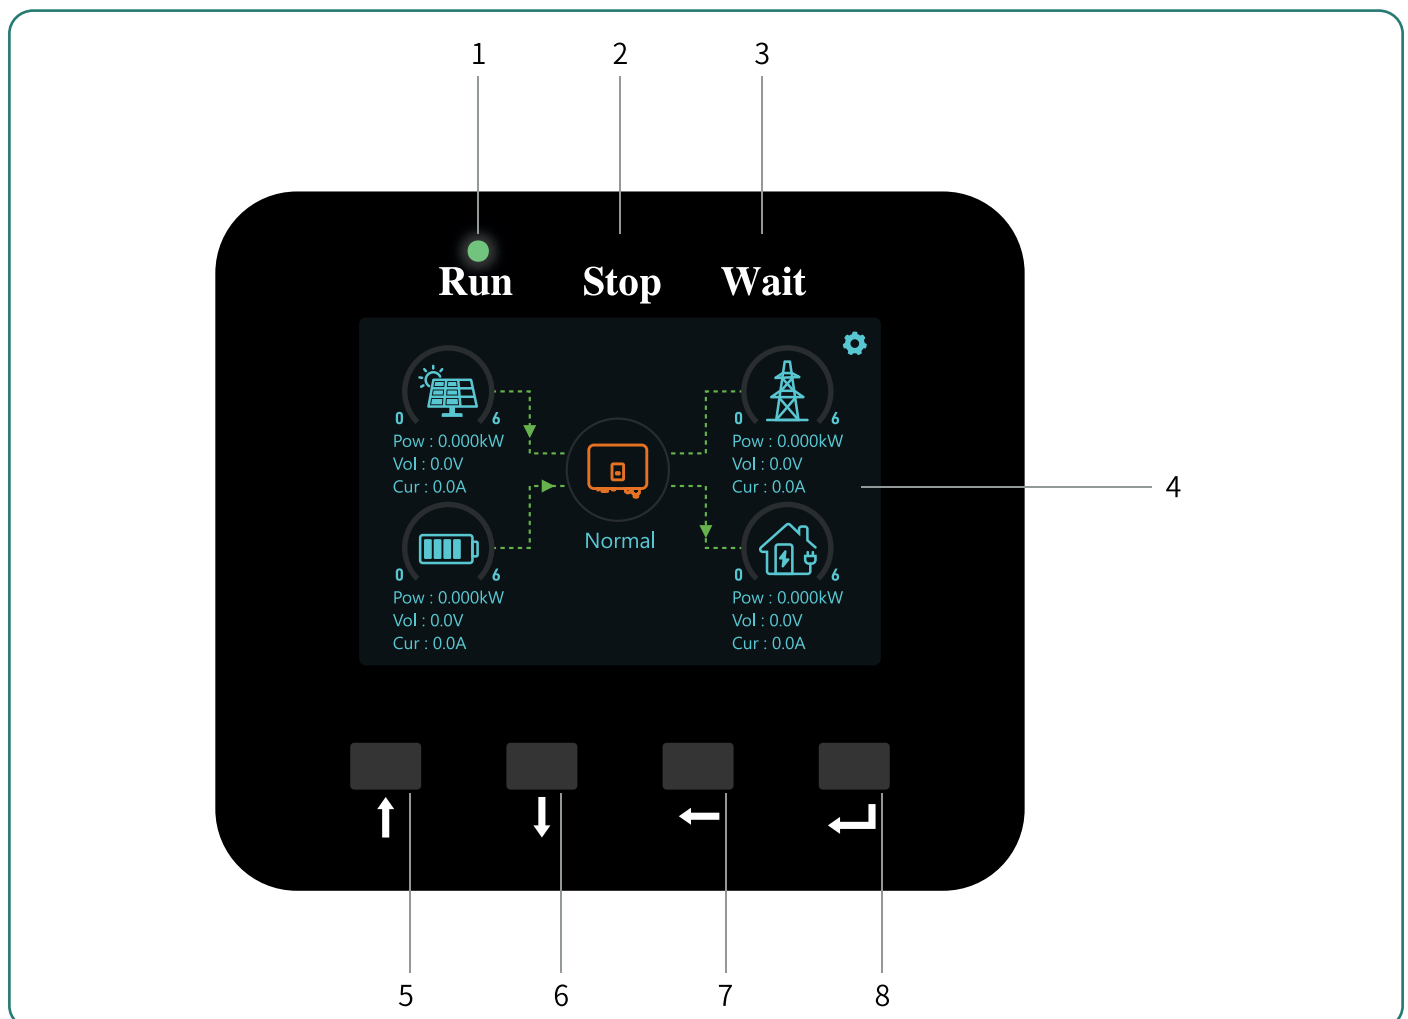 1 2 3
Run Stop Wait
0 6
Pow : 0.000kW
Vol : 0.0V
Cur : 0.0A
0 6
Pow : 0.000kW
Vol : 0.0V
Cur : 0.0A
4
Normal
0 6
Pow : 0.000kW
Vol : 0.0V
Cur : 0.0A
0 6
Pow : 0.000kW
Vol : 0.0V
Cur : 0.0A
5 6 7 8